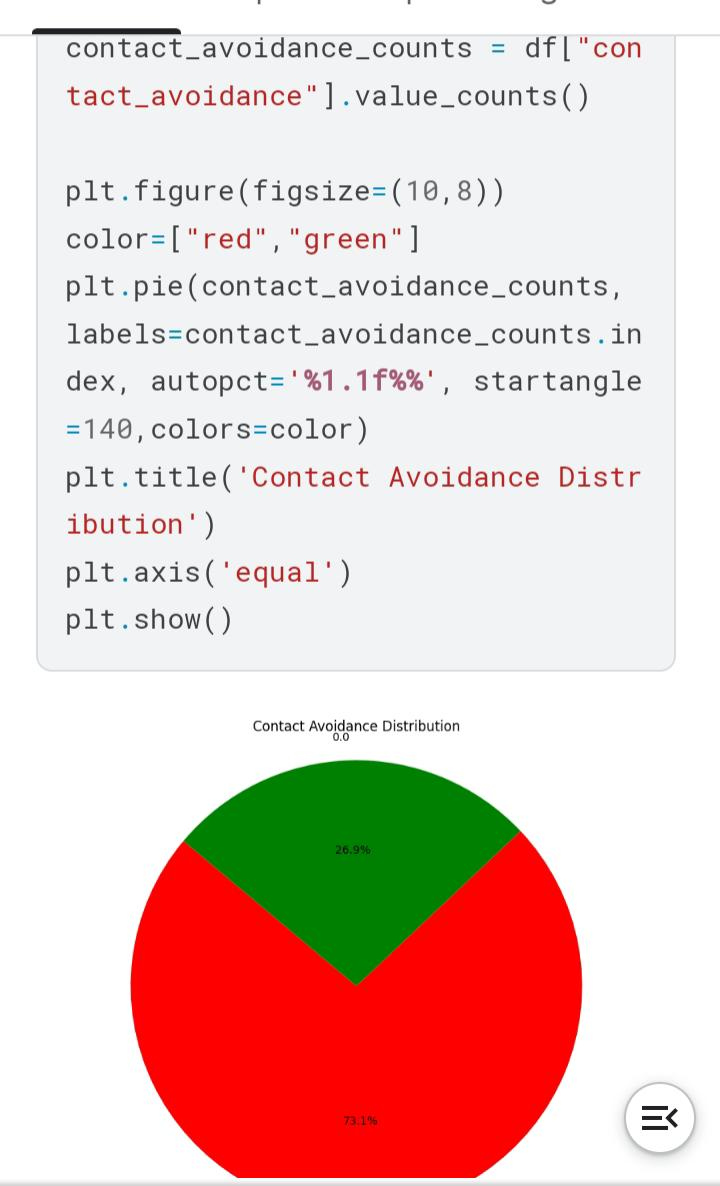 contact_avoidance_counts = df["con
tact_avoidance"].value_counts()
plt.figure(figsize=(10,8))
color=["red","green"]
plt.pie(contact_avoidance_counts,
labels=contact_avoidance_counts.in
dex, autopct='%1.1f%%', startangle
=140,colors=color)
plt.title('Contact Avoidance Distr
ibution')
plt.axis('equal')
plt.show()
Contact Avoidance Distribution
0.0
26.9%
73.1%